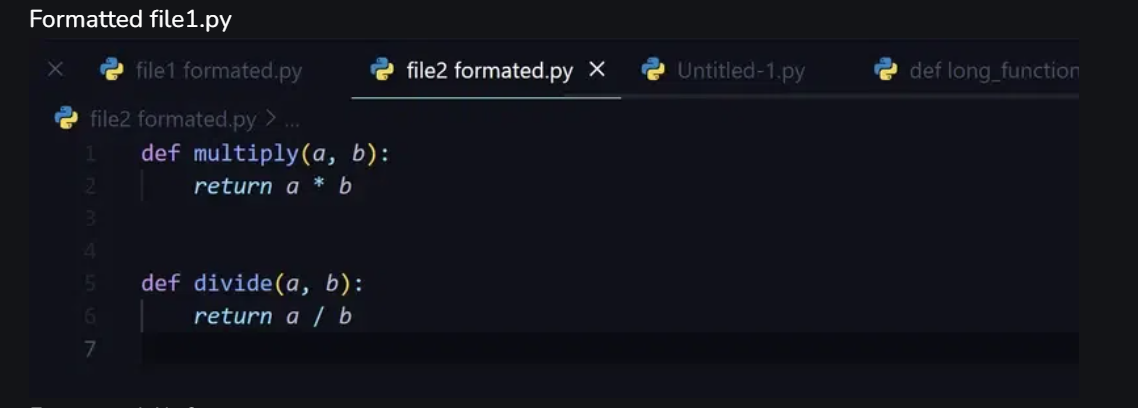 Formatted file1.py
file1 formated.py file2 formated.py Untitled-1.py def long_function
file2 formated.py > ...
1 def multiply(a, b):
2 return a * b
3
4
5 def divide(a, b):
6 return a / b
7